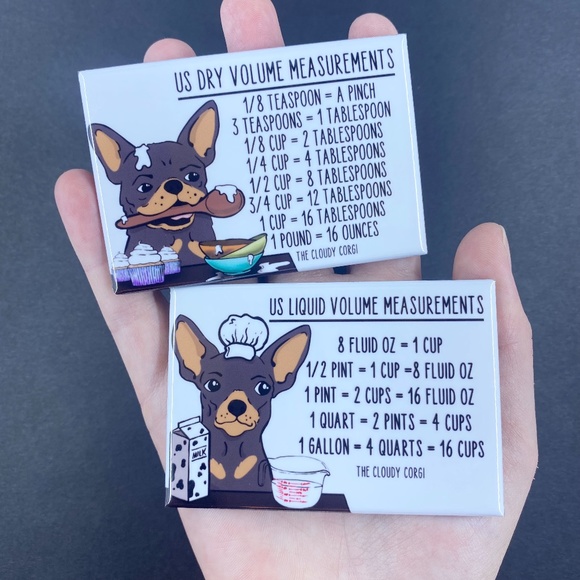 US DRY VOLUME MEASUREMENTS
1/8 TEASPOON = A PINCH
3 TEASPOONS = 1 TABLESPOON
1/8 CUP = 2 TABLESPOONS
1/4 CUP = 4 TABLESPOONS
1/2 CUP = 8 TABLESPOONS
3/4 CUP = 12 TABLESPOONS
1 CUP = 16 TABLESPOONS
1 POUND = 16 OUNCES
THE CLOUDY CORGI
US LIQUID VOLUME MEASUREMENTS
8 FLUID OZ = 1 CUP
1/2 PINT = 1 CUP =8 FLUID OZ
1 PINT = 2 CUPS = 16 FLUID OZ
1 QUART = 2 PINTS = 4 CUPS
1 GALLON = 4 QUARTS = 16 CUPS
THE CLOUDY CORGI
MILK